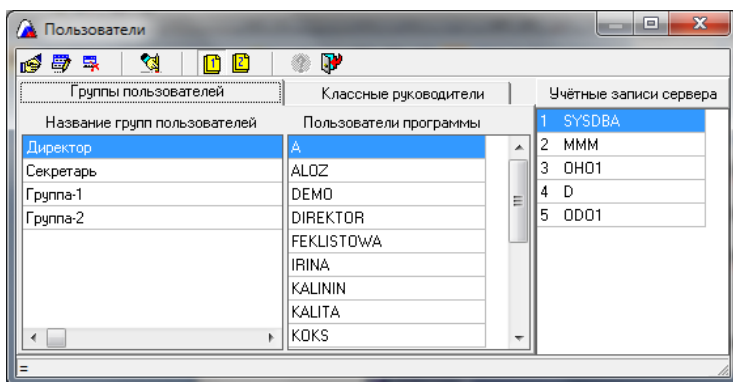 Пользователи
Группы пользователей
Классные руководители
Учётные записи сервера
Название групп пользователей
Пользователи программы
Директор
Секретарь
Группа-1
Группа-2
A
ALOZ
DEMO
DIREKTOR
FEKLISTOWA
IRINA
KALININ
KALITA
KOKS
1 SYSDBA
2 MMM
3 OHO1
4 D
5 ODO1
=